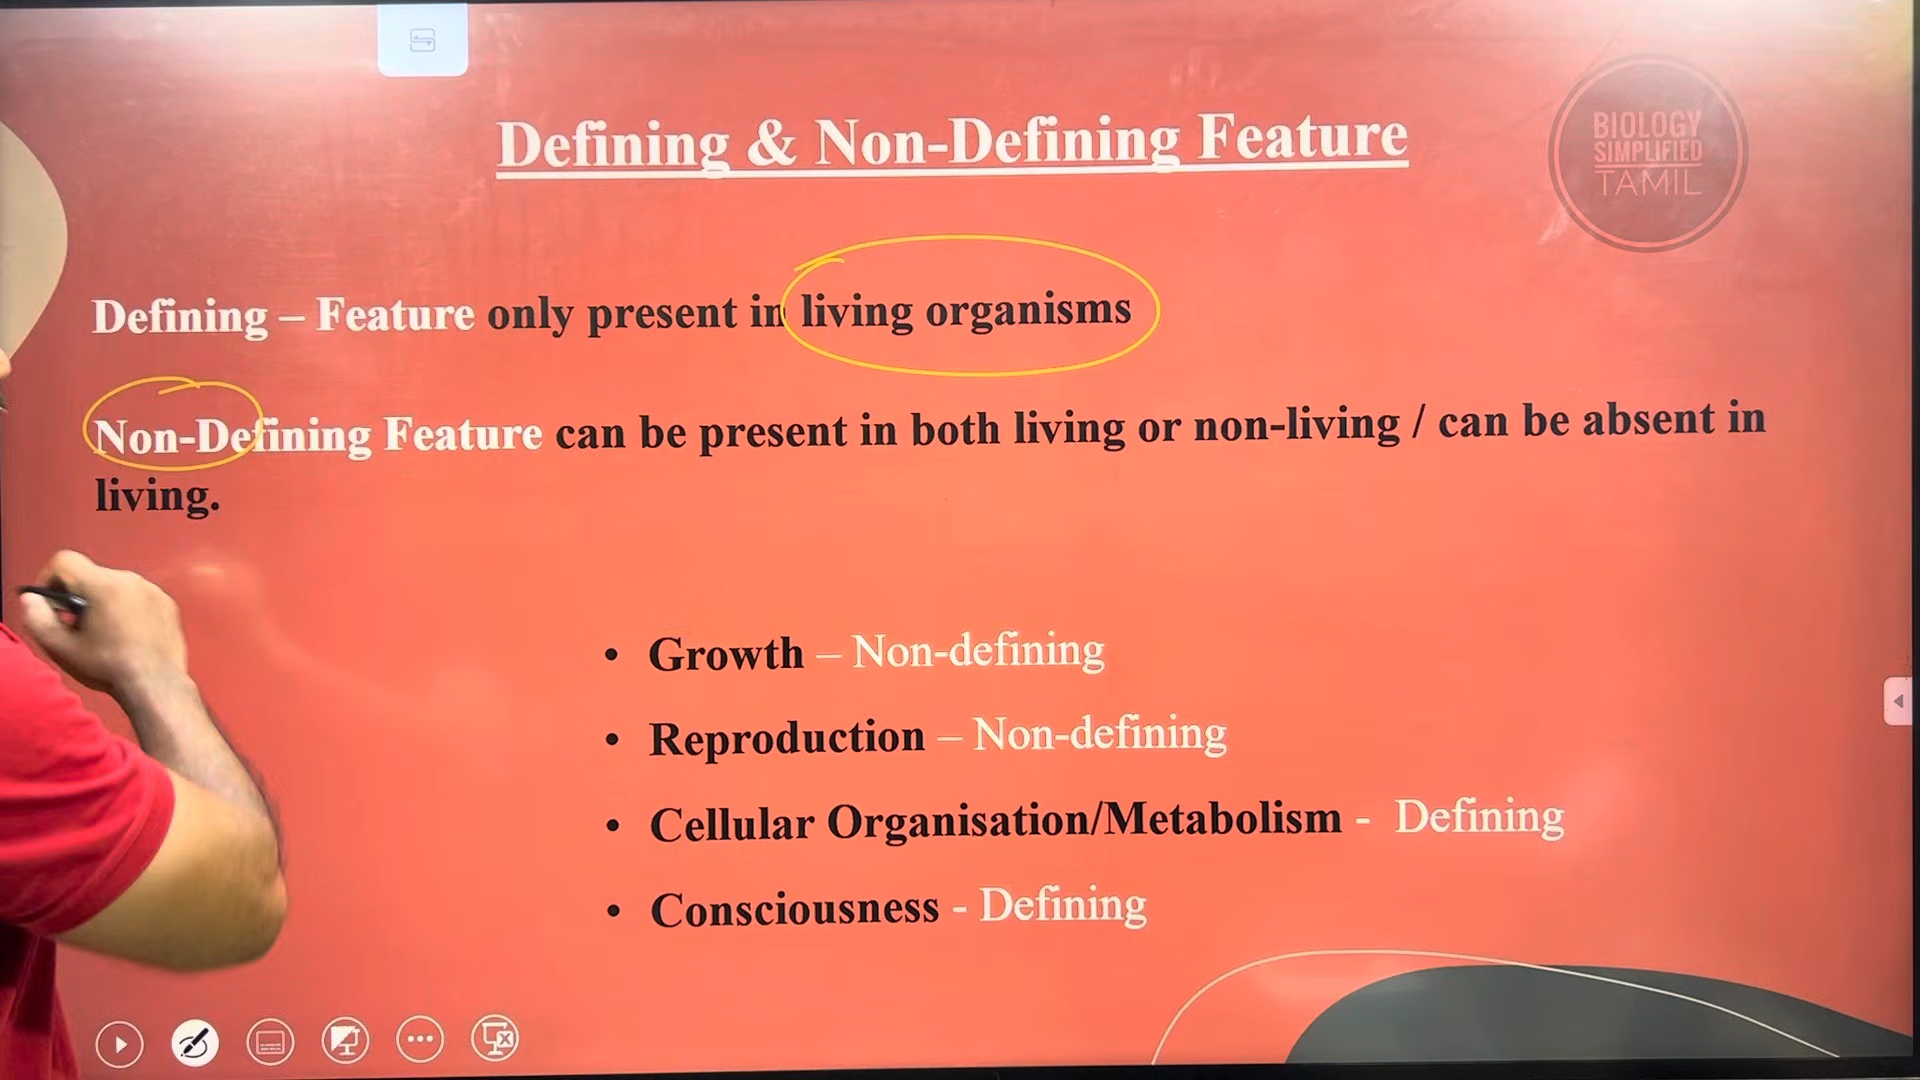 Defining & Non-Defining Feature
BIOLOGY
SIMPLIFIED
TAMIL
Defining – Feature only present in living organisms
Non-Defining Feature can be present in both living or non-living / can be absent in
living.
• Growth – Non-defining
• Reproduction – Non-defining
• Cellular Organisation/Metabolism - Defining
• Consciousness - Defining